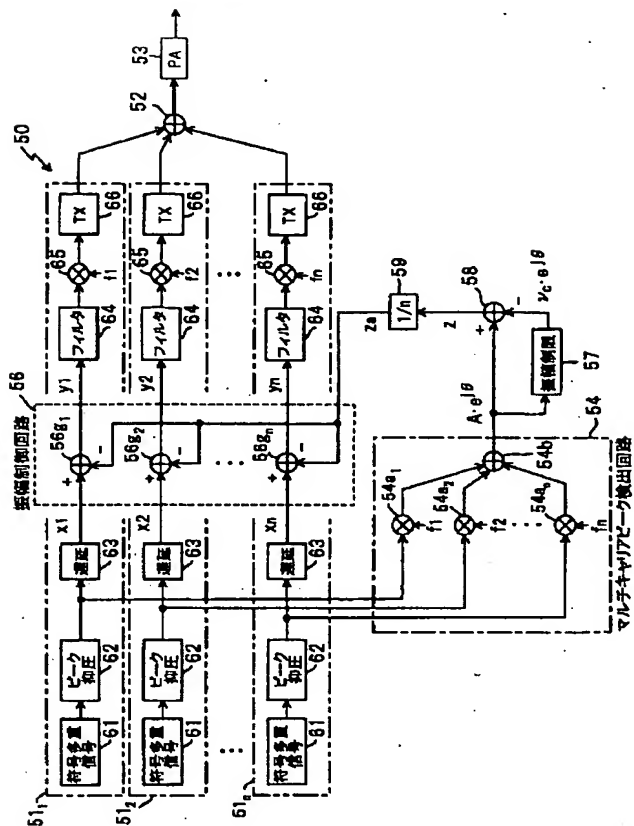 50
振幅制御回路
56
符号多重
信号
61
ピーク
抑圧
62
遅延
63
x1
+
-
56g1
y1
フィルタ
64
65
f1
TX
66
51₁
符号多重
信号
61
ピーク
抑圧
62
遅延
63
x2
+
-
56g2
y2
フィルタ
64
65
f2
TX
66
51₂
52
PA
53
符号多重
信号
61
ピーク
抑圧
62
遅延
63
xn
+
-
56gn
yn
フィルタ
64
65
fn
TX
66
51n
54a1
f1
54a2
f2
54an
fn
54b
54
マルチキャリアピーク検出回路
A・e^jθ
振幅制限
57
νc・e^jθ
+
-
58
z
1/n
59
za